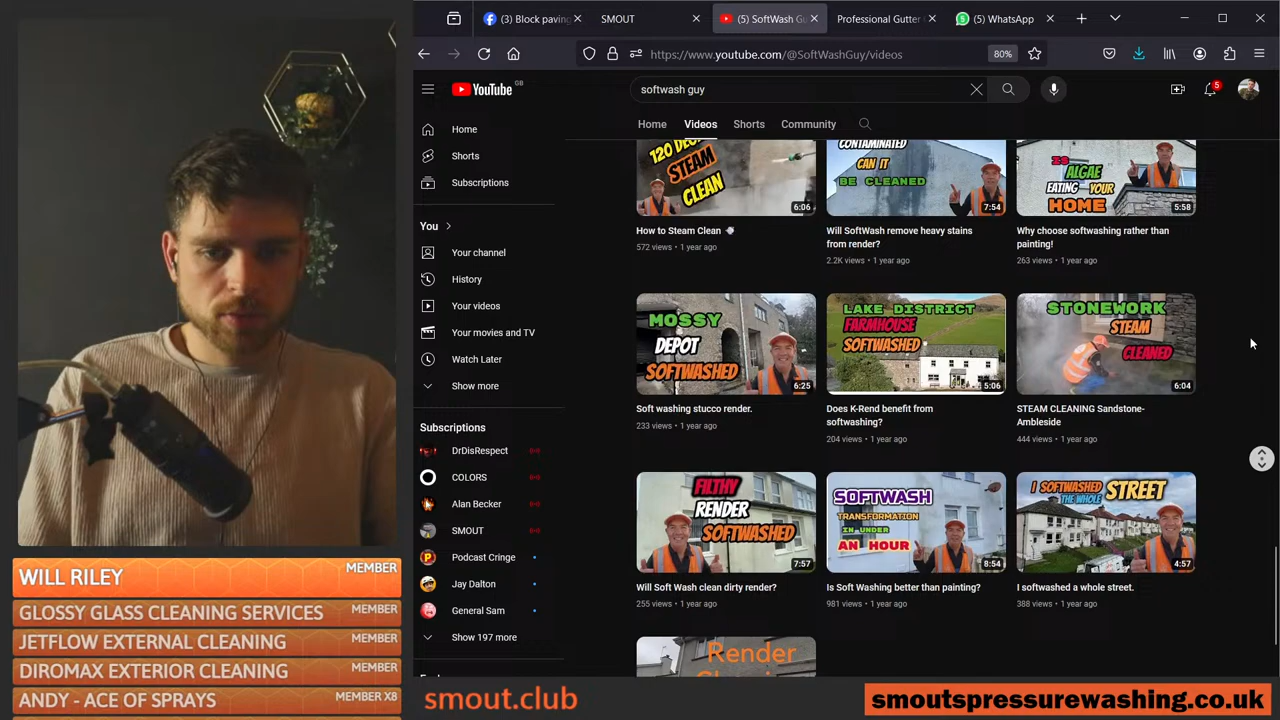 (3) Block paving
SMOUT
(5) SoftWash Gu
Professional Gutter
(5) WhatsApp
https://www.youtube.com/@SoftWashGuy/videos
80%
YouTube GB
softwash guy
5
Home
Videos
Shorts
Community
Home
Shorts
Subscriptions
You
Your channel
History
Your videos
Your movies and TV
Watch Later
Show more
Subscriptions
DrDisRespect
COLORS
Alan Becker
SMOUT
Podcast Cringe
Jay Dalton
General Sam
Show 197 more
STEAM
CLEAN
6:06
How to Steam Clean
572 views • 1 year ago
CONTAMINATED
CAN IT
BE CLEANED
7:54
Will SoftWash remove heavy stains
from render?
2.2K views • 1 year ago
IS
ALGAE
EATING YOUR
HOME
5:58
Why choose softwashing rather than
painting!
263 views • 1 year ago
MOSSY
DEPOT
SOFTWASHED
6:25
Soft washing stucco render.
233 views • 1 year ago
LAKE DISTRICT
FARMHOUSE
SOFTWASHED
5:06
Does K-Rend benefit from
softwashing?
204 views • 1 year ago
STONEWORK
STEAM
CLEANED
6:04
STEAM CLEANING Sandstone-
Ambleside
444 views • 1 year ago
FILTHY
RENDER
SOFTWASHED
7:57
Will Soft Wash clean dirty render?
255 views • 1 year ago
SOFTWASH
TRANSFORMATION
IN UNDER
AN HOUR
8:54
Is Soft Washing better than painting?
981 views • 1 year ago
I SOFTWASHED
THE WHOLE STREET
4:57
I softwashed a whole street.
388 views • 1 year ago
Render
WILL RILEY MEMBER
GLOSSY GLASS CLEANING SERVICES MEMBER
JETFLOW EXTERNAL CLEANING MEMBER
DIROMAX EXTERIOR CLEANING MEMBER
ANDY - ACE OF SPRAYS MEMBER X8
smout.club
smoutspressurewashing.co.uk